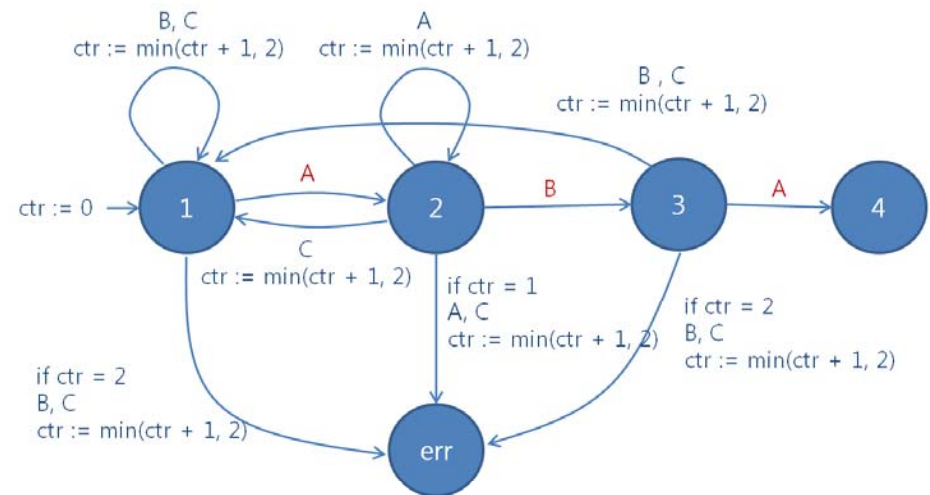 B, C
ctr := min(ctr + 1, 2)
A
ctr := min(ctr + 1, 2)
B , C
ctr := min(ctr + 1, 2)
ctr := 0
1
A
2
B
3
A
4
C
ctr := min(ctr + 1, 2)
if ctr = 1
A, C
ctr := min(ctr + 1, 2)
if ctr = 2
B, C
ctr := min(ctr + 1, 2)
if ctr = 2
B, C
ctr := min(ctr + 1, 2)
err